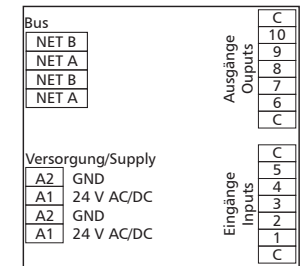 Bus
NET B
NET A
NET B
NET A
Versorgung/Supply
A2 GND
A1 24 V AC/DC
A2 GND
A1 24 V AC/DC
Ausgänge
Ouputs
C
10
9
8
7
6
C
Eingänge
Inputs
C
5
4
3
2
1
C